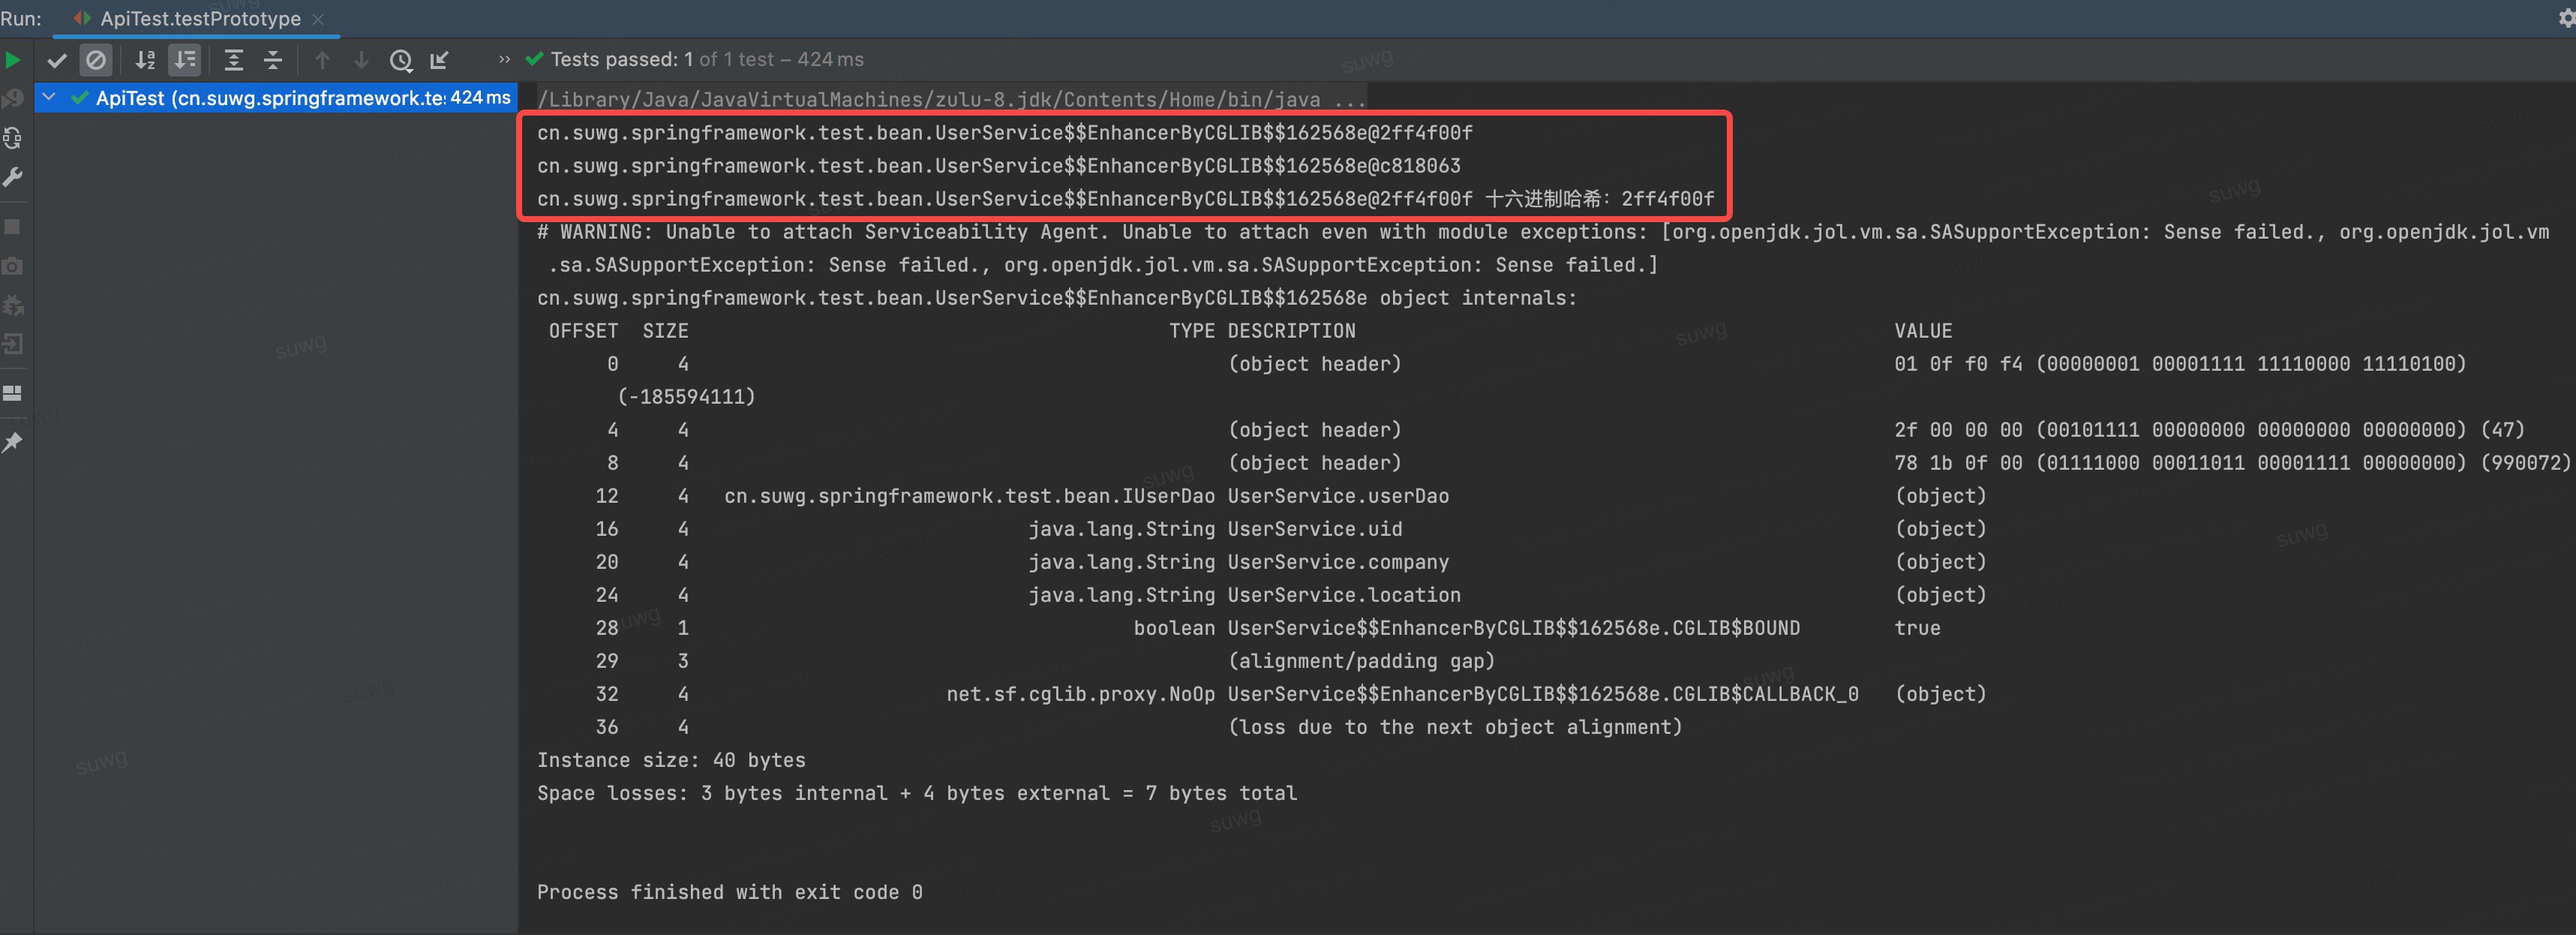 Run: ApiTest.testPrototype
Tests passed: 1 of 1 test – 424 ms
ApiTest (cn.suwg.springframework.te 424 ms
/Library/Java/JavaVirtualMachines/zulu-8.jdk/Contents/Home/bin/java ...
cn.suwg.springframework.test.bean.UserService$$EnhancerByCGLIB$$162568e@2ff4f00f
cn.suwg.springframework.test.bean.UserService$$EnhancerByCGLIB$$162568e@c818063
cn.suwg.springframework.test.bean.UserService$$EnhancerByCGLIB$$162568e@2ff4f00f 十六进制哈希：2ff4f00f
# WARNING: Unable to attach Serviceability Agent. Unable to attach even with module exceptions: [org.openjdk.jol.vm.sa.SASupportException: Sense failed., org.openjdk.jol.vm
.sa.SASupportException: Sense failed., org.openjdk.jol.vm.sa.SASupportException: Sense failed.]
cn.suwg.springframework.test.bean.UserService$$EnhancerByCGLIB$$162568e object internals:
OFFSET SIZE TYPE DESCRIPTION VALUE
0 4 (object header) 01 0f f0 f4 (00000001 00001111 11110000 11110100)
(-185594111)
4 4 (object header) 2f 00 00 00 (00101111 00000000 00000000 00000000) (47)
8 4 (object header) 78 1b 0f 00 (01111000 00011011 00001111 00000000) (990072)
12 4 cn.suwg.springframework.test.bean.IUserDao UserService.userDao (object)
16 4 java.lang.String UserService.uid (object)
20 4 java.lang.String UserService.company (object)
24 4 java.lang.String UserService.location (object)
28 1 boolean UserService$$EnhancerByCGLIB$$162568e.CGLIB$BOUND true
29 3 (alignment/padding gap)
32 4 net.sf.cglib.proxy.NoOp UserService$$EnhancerByCGLIB$$162568e.CGLIB$CALLBACK_0 (object)
36 4 (loss due to the next object alignment)
Instance size: 40 bytes
Space losses: 3 bytes internal + 4 bytes external = 7 bytes total
Process finished with exit code 0
suwg
suwg
suwg
suwg
suwg
suwg
suwg
suwg
suwg
suwg
suwg